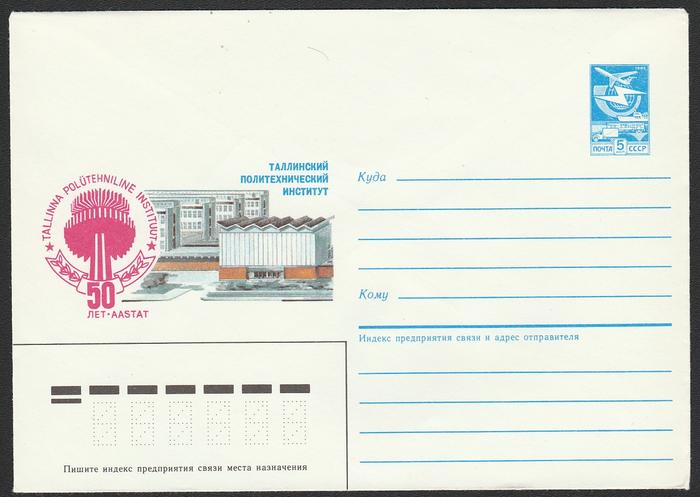 ТАЛЛИНСКИЙ
ПОЛИТЕХНИЧЕСКИЙ
ИНСТИТУТ
TALLINNA POLÜTEHNILINE INSTITUUT
50
ЛЕТ·AASTAT
ПОЧТА 5 СССР
Куда
Кому
Индекс предприятия связи и адрес отправителя
Пишите индекс предприятия связи места назначения